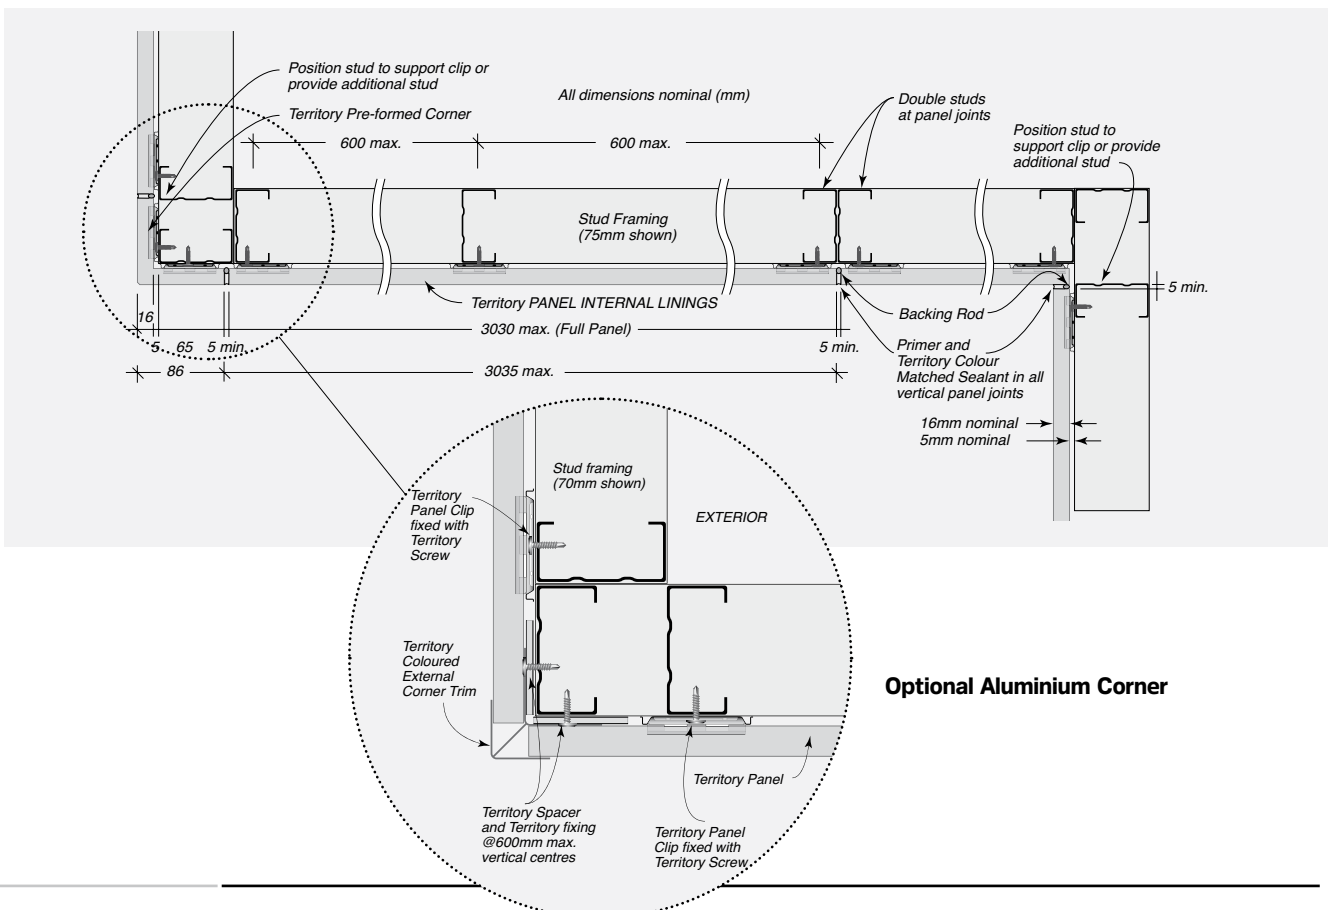 Position stud to support clip or
provide additional stud
All dimensions nominal (mm)
Double studs
at panel joints
Territory Pre-formed Corner
Position stud to
support clip or provide
additional stud
600 max.
600 max.
Stud Framing
(75mm shown)
Territory PANEL INTERNAL LININGS
Backing Rod
5 min.
16
3030 max. (Full Panel)
5
65
5 min.
5 min.
Primer and
Territory Colour
Matched Sealant in all
vertical panel joints
86
3035 max.
16mm nominal
5mm nominal
Stud framing
(70mm shown)
Territory
Panel Clip
fixed with
Territory
Screw
EXTERIOR
Territory
Coloured
External
Corner Trim
Optional Aluminium Corner
Territory Panel
Territory Spacer
and Territory fixing
@600mm max.
vertical centres
Territory Panel
Clip fixed with
Territory Screw